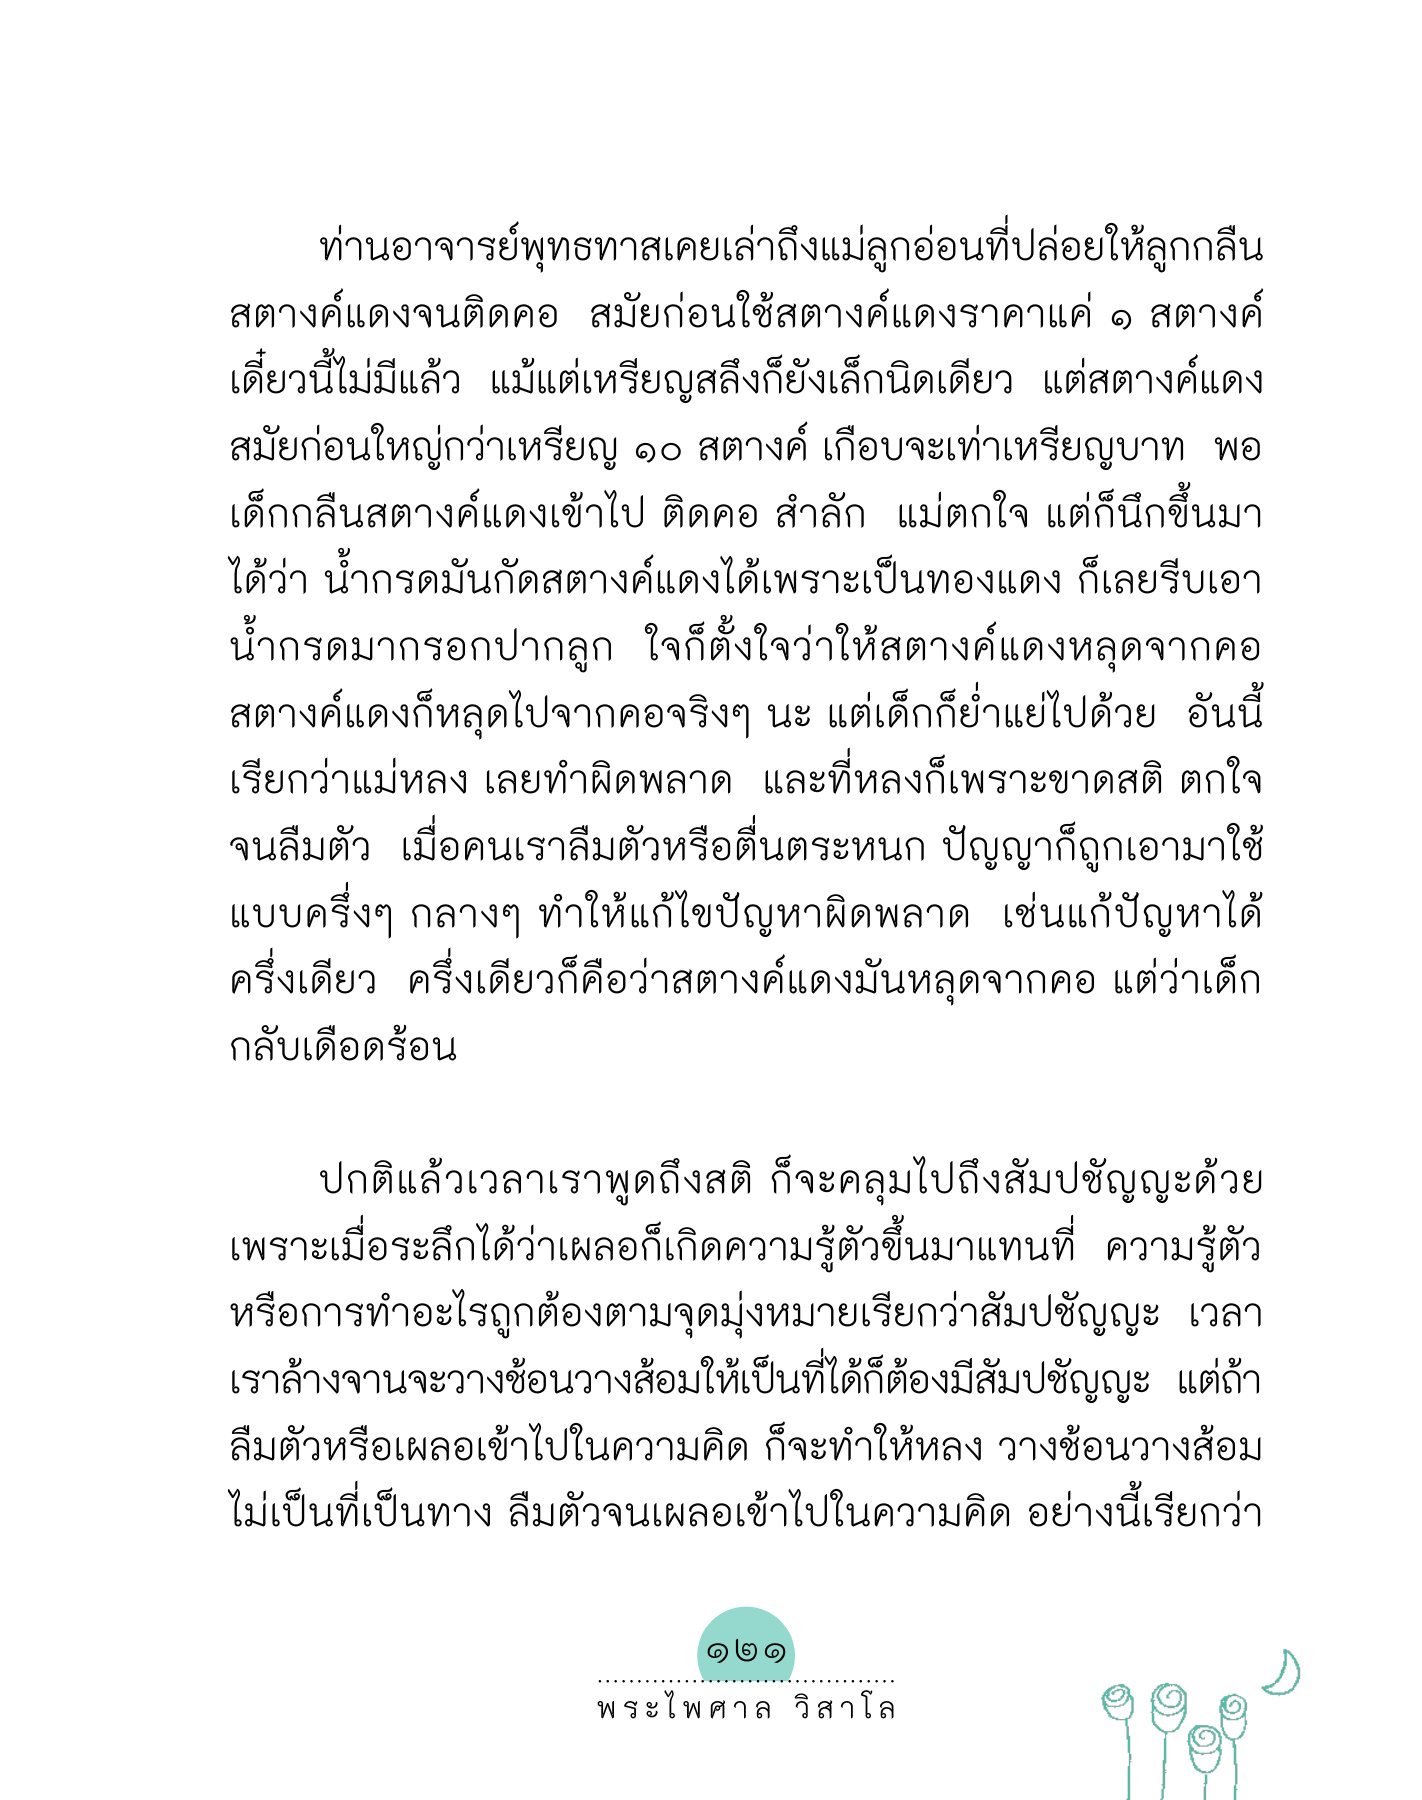 ท่านอาจารย์พุทธทาสเคยเล่าถึงแม่ลูกอ่อนที่ปล่อยให้ลูกกลืน
สตางค์แดงจนติดคอ  สมัยก่อนใช้สตางค์แดงราคาแค่ ๑ สตางค์
เดี๋ยวนี้ไม่มีแล้ว  แม้แต่เหรียญสลึงก็ยังเล็กนิดเดียว  แต่สตางค์แดง
สมัยก่อนใหญ่กว่าเหรียญ ๑๐ สตางค์ เกือบจะเท่าเหรียญบาท  พอ
เด็กกลืนสตางค์แดงเข้าไป ติดคอ สำลัก  แม่ตกใจ แต่ก็นึกขึ้นมา
ได้ว่า น้ำกรดมันกัดสตางค์แดงได้เพราะเป็นทองแดง ก็เลยรีบเอา
น้ำกรดมากรอกปากลูก  ใจก็ตั้งใจว่าให้สตางค์แดงหลุดจากคอ
สตางค์แดงก็หลุดไปจากคอจริงๆ นะ แต่เด็กก็ย่ำแย่ไปด้วย  อันนี้
เรียกว่าแม่หลง เลยทำผิดพลาด  และที่หลงก็เพราะขาดสติ ตกใจ
จนลืมตัว  เมื่อคนเราลืมตัวหรือตื่นตระหนก ปัญญาก็ถูกเอามาใช้
แบบครึ่งๆ กลางๆ ทำให้แก้ไขปัญหาผิดพลาด  เช่นแก้ปัญหาได้
ครึ่งเดียว  ครึ่งเดียวก็คือว่าสตางค์แดงมันหลุดจากคอ แต่ว่าเด็ก
กลับเดือดร้อน
ปกติแล้วเวลาเราพูดถึงสติ ก็จะคลุมไปถึงสัมปชัญญะด้วย
เพราะเมื่อระลึกได้ว่าเผลอก็เกิดความรู้ตัวขึ้นมาแทนที่  ความรู้ตัว
หรือการทำอะไรถูกต้องตามจุดมุ่งหมายเรียกว่าสัมปชัญญะ  เวลา
เราล้างจานจะวางช้อนวางส้อมให้เป็นที่ได้ก็ต้องมีสัมปชัญญะ  แต่ถ้า
ลืมตัวหรือเผลอเข้าไปในความคิด ก็จะทำให้หลง วางช้อนวางส้อม
ไม่เป็นที่เป็นทาง ลืมตัวจนเผลอเข้าไปในความคิด อย่างนี้เรียกว่า
๑๒๑
พระไพศาล วิสาโล